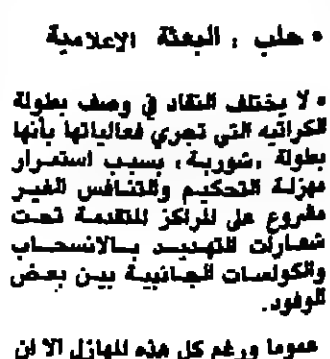 • حلب ، البعثة الاعلامية
• لا يختلف النقاد في وصف بطولة
الكراتيه التي تجري فعالياتها بأنها
بطولة ،شوربة، بسبب استمرار
مهزلة التحكيم والتنافس الغير
مشروع على المراكز المتقدمة تحت
شعارات التهديد بالانسحاب
والكولسات الجانبية بين بعض
الوفود.
عموما ورغم كل هذه المهازل الا ان